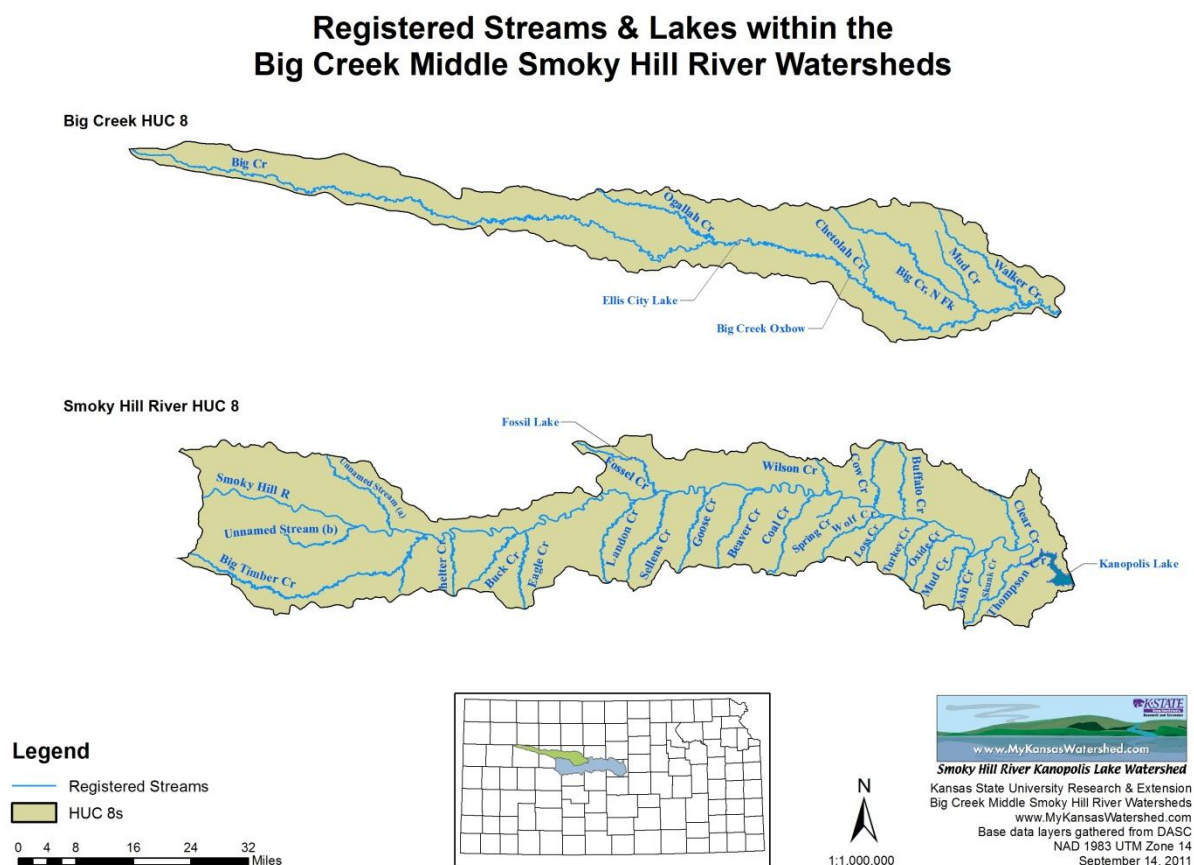 Registered Streams & Lakes within the
Big Creek Middle Smoky Hill River Watersheds
Big Creek HUC 8
Big Cr
Ogallah Cr
Chetolah Cr
Big Cr, N Fk
Mud Cr
Walker Cr
Ellis City Lake
Big Creek Oxbow
Smoky Hill River HUC 8
Fossil Lake
Fossel Cr
Smoky Hill R
Unnamed Stream (a)
Unnamed Stream (b)
Big Timber Cr
helter Cr
Buck Cr
Eagle Cr
Landon Cr
Sellens Cr
Goose Cr
Beaver Cr
Coal Cr
Wilson Cr
Spring Cr
Wolf Cr
Cow Cr
Buffalo Cr
Loss Cr
Turkey Cr
Oxide Cr
Mud Cr
Ash Cr
Skunk Cr
Thompson Cr
Clear Cr
Kanopolis Lake
Legend
Registered Streams
HUC 8s
0 4 8 16 24 32
Miles
N
1:1,000,000
K-STATE
Research and Extension
www.MyKansasWatershed.com
Smoky Hill River Kanopolis Lake Watershed
Kansas State University Research & Extension
Big Creek Middle Smoky Hill River Watersheds
www.MyKansasWatershed.com
Base data layers gathered from DASC
NAD 1983 UTM Zone 14
September 14, 2016